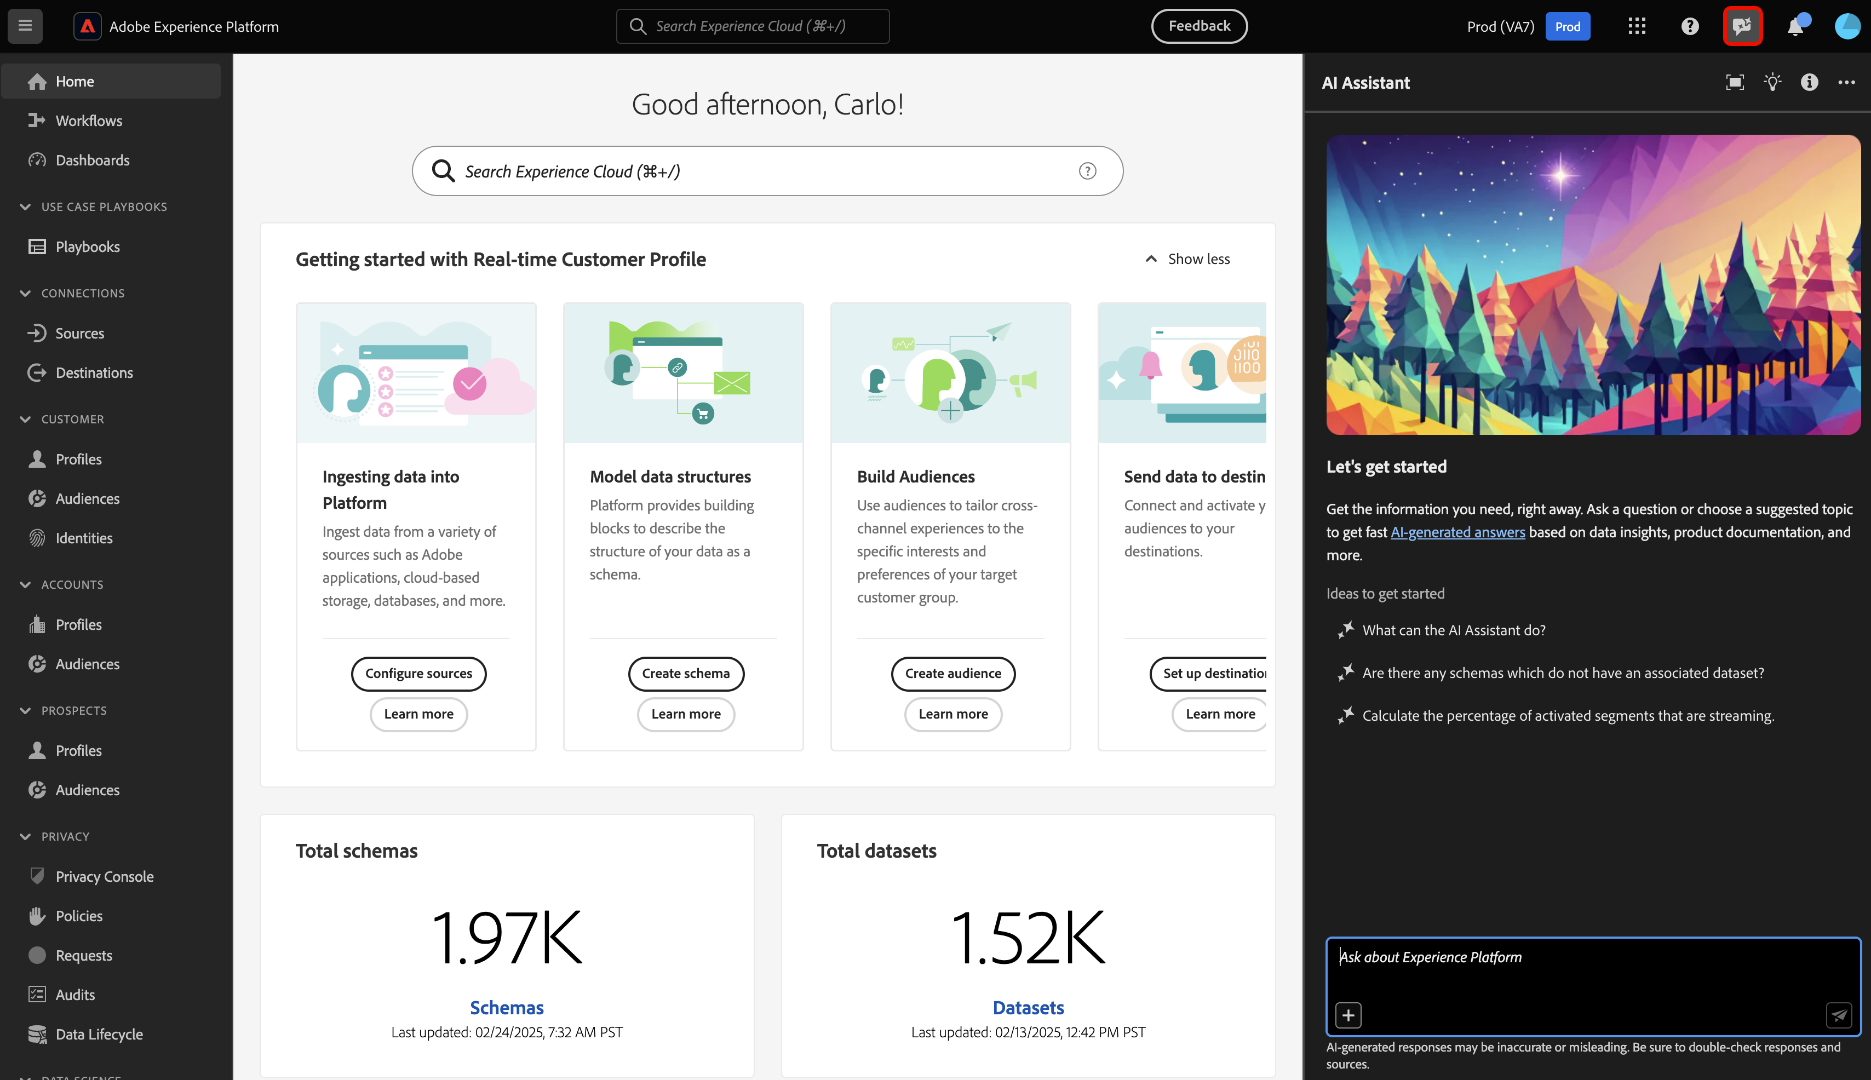 Adobe Experience Platform
Search Experience Cloud (⌘+/)
Feedback
Prod (VA7)
Prod
Home
Workflows
Dashboards
USE CASE PLAYBOOKS
Playbooks
CONNECTIONS
Sources
Destinations
CUSTOMER
Profiles
Audiences
Identities
ACCOUNTS
Profiles
Audiences
PROSPECTS
Profiles
Audiences
PRIVACY
Privacy Console
Policies
Requests
Audits
Data Lifecycle
DATA SCIENCE
Good afternoon, Carlo!
Search Experience Cloud (⌘+/)
Getting started with Real-time Customer Profile
Show less
Ingesting data into
Platform
Ingest data from a variety of
sources such as Adobe
applications, cloud-based
storage, databases, and more.
Configure sources
Learn more
Model data structures
Platform provides building
blocks to describe the
structure of your data as a
schema.
Create schema
Learn more
Build Audiences
Use audiences to tailor cross-
channel experiences to the
specific interests and
preferences of your target
customer group.
Create audience
Learn more
Send data to destin
Connect and activate y
audiences to your
destinations.
Set up destination
Learn more
Total schemas
1.97K
Schemas
Last updated: 02/24/2025, 7:32 AM PST
Total datasets
1.52K
Datasets
Last updated: 02/13/2025, 12:42 PM PST
AI Assistant
Let's get started
Get the information you need, right away. Ask a question or choose a suggested topic
to get fast AI-generated answers based on data insights, product documentation, and
more.
Ideas to get started
What can the AI Assistant do?
Are there any schemas which do not have an associated dataset?
Calculate the percentage of activated segments that are streaming.
Ask about Experience Platform
AI-generated responses may be inaccurate or misleading. Be sure to double-check responses and
sources.